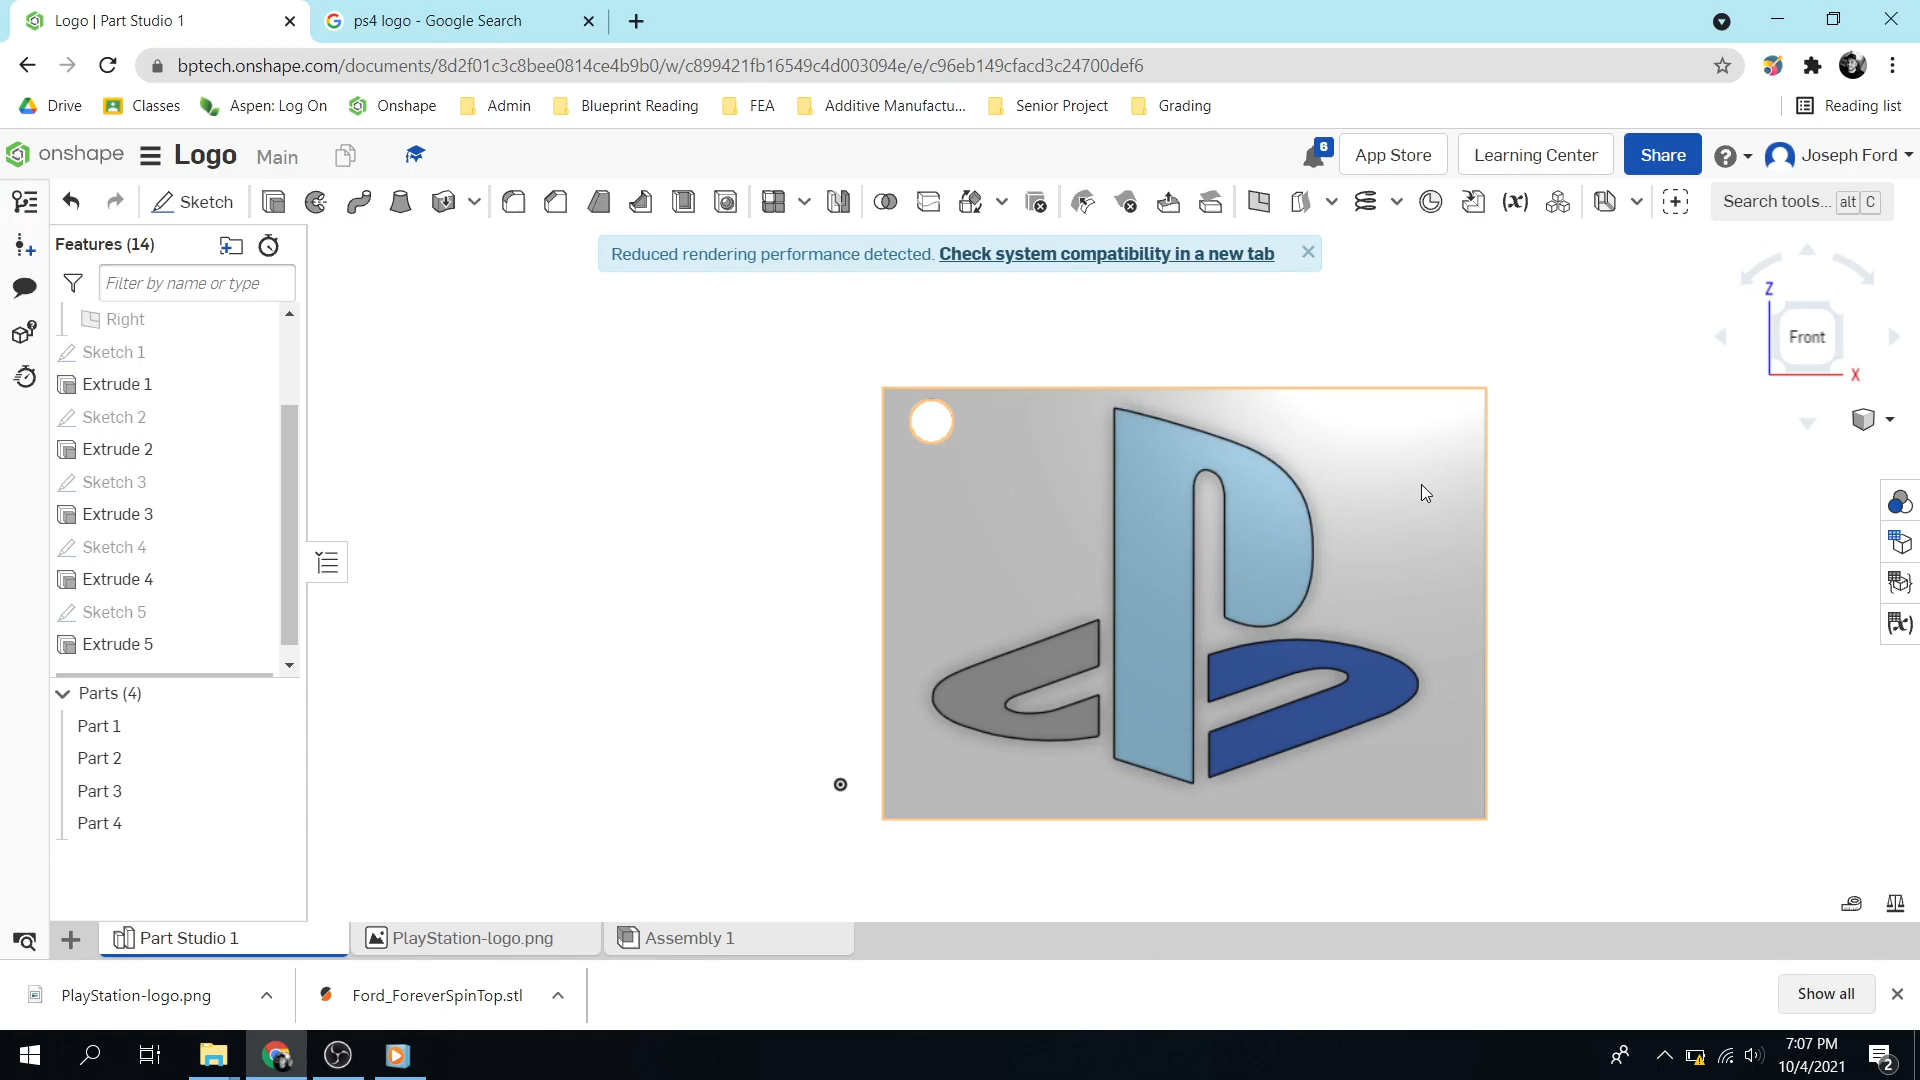 Logo | Part Studio 1
ps4 logo - Google Search
bptech.onshape.com/documents/8d2f01c3c8bee0814ce4b9b0/w/c899421fb16549c4d003094e/e/c96eb149cfacd3c24700def6
Drive Classes Aspen: Log On Onshape Admin Blueprint Reading FEA Additive Manufactu... Senior Project Grading Reading list
onshape Logo Main 6 App Store Learning Center Share Joseph Ford
Sketch (x) Search tools... alt C
Features (14)
Reduced rendering performance detected. Check system compatibility in a new tab
Filter by name or type
Z
Front
X
Right
Sketch 1
Extrude 1
Sketch 2
Extrude 2
Sketch 3
Extrude 3
Sketch 4
Extrude 4
Sketch 5
Extrude 5
Parts (4)
Part 1
Part 2
Part 3
Part 4
Part Studio 1 PlayStation-logo.png Assembly 1
PlayStation-logo.png Ford_ForeverSpinTop.stl Show all
7:07 PM
10/4/2021
2